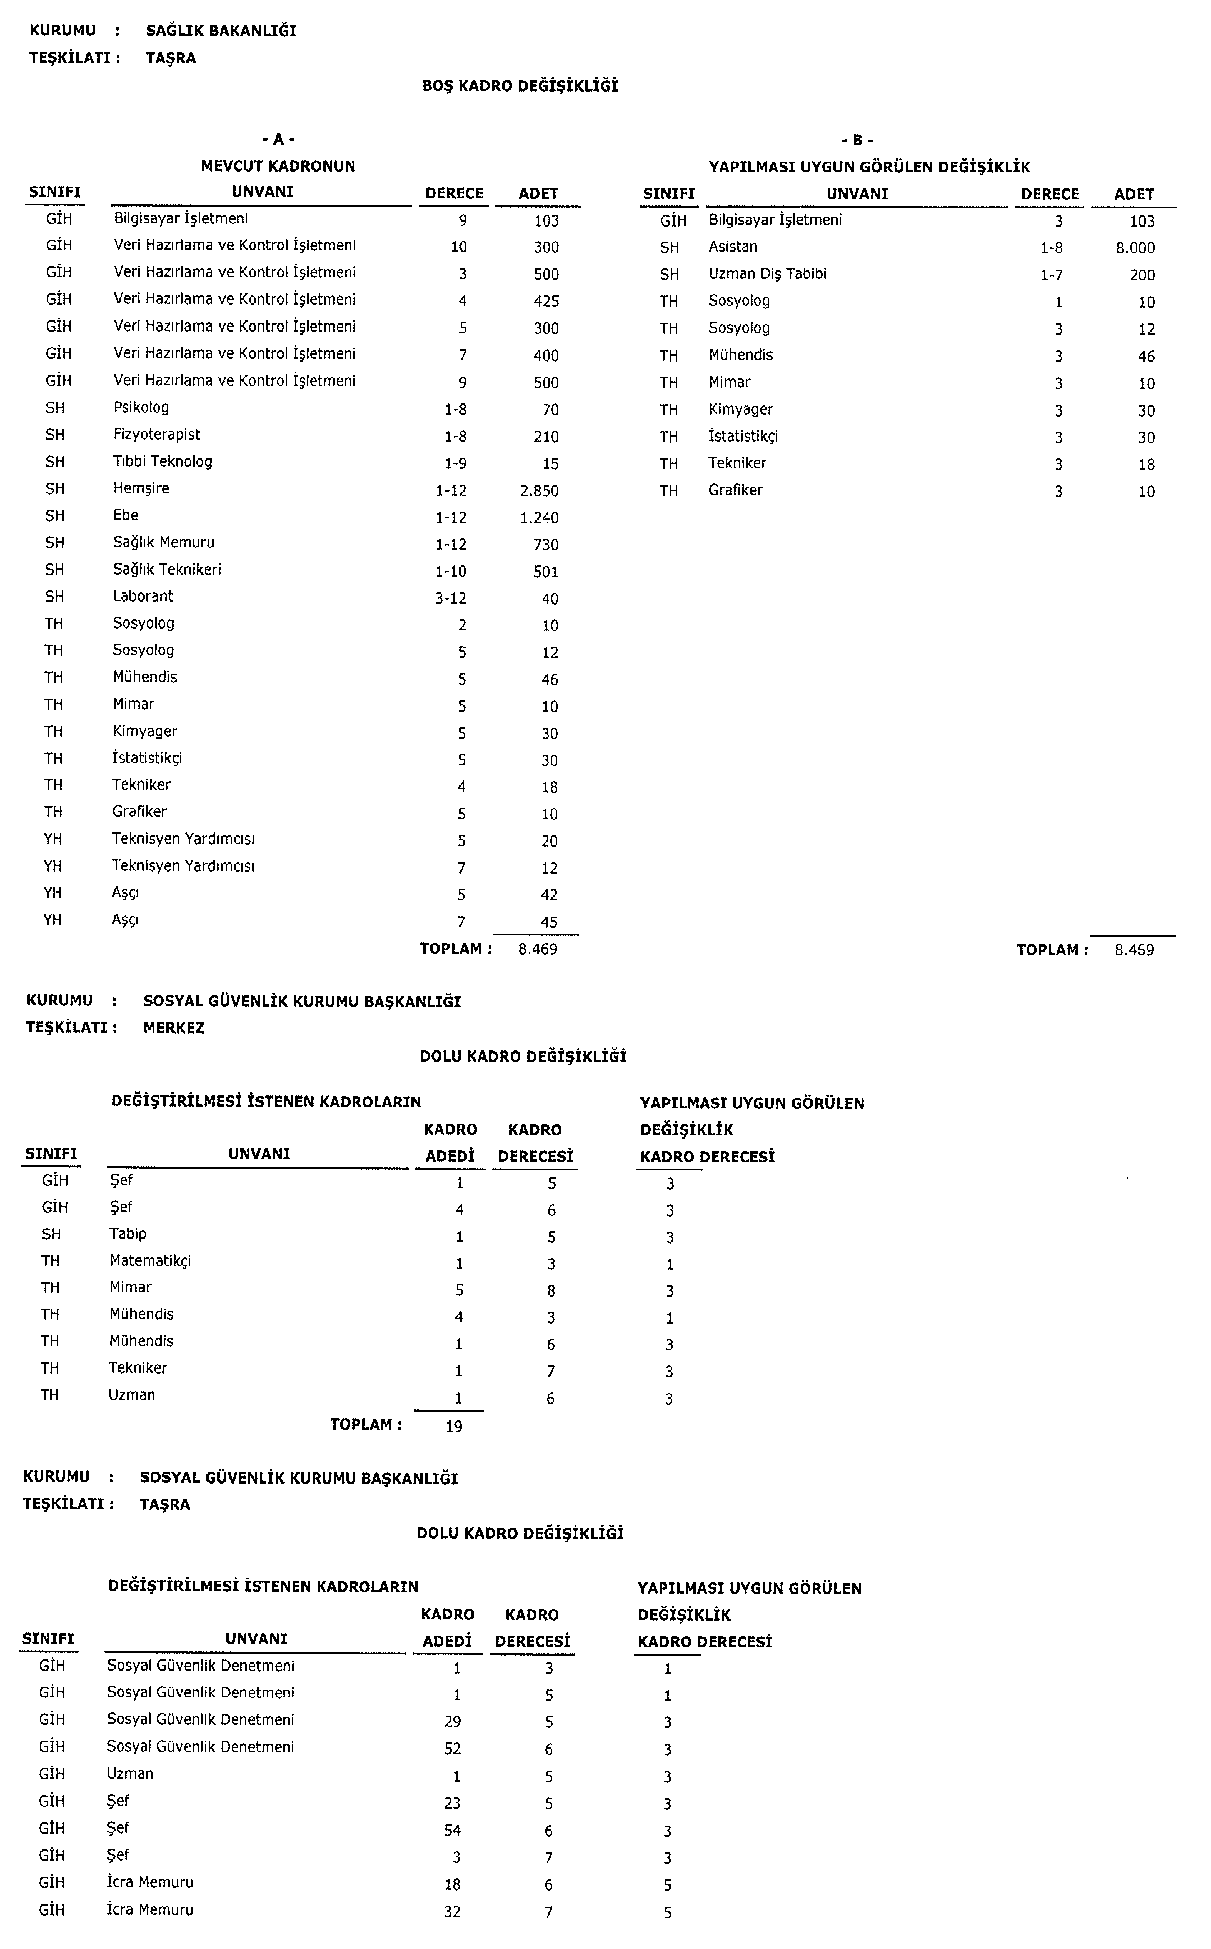 KURUMU : SAĞLIK BAKANLIĞI
TEŞKİLATI : TAŞRA
BOŞ KADRO DEĞİŞİKLİĞİ
- A - - B -
MEVCUT KADRONUN YAPILMASI UYGUN GÖRÜLEN DEĞİŞİKLİK
SINIFI UNVANI DERECE ADET SINIFI UNVANI DERECE ADET
GİH Bilgisayar İşletmeni 9 103 GİH Bilgisayar İşletmeni 3 103
GİH Veri Hazırlama ve Kontrol İşletmeni 10 300 SH Asistan 1-8 8.000
GİH Veri Hazırlama ve Kontrol İşletmeni 3 500 SH Uzman Diş Tabibi 1-7 200
GİH Veri Hazırlama ve Kontrol İşletmeni 4 425 TH Sosyolog 1 10
GİH Veri Hazırlama ve Kontrol İşletmeni 5 300 TH Sosyolog 3 12
GİH Veri Hazırlama ve Kontrol İşletmeni 7 400 TH Mühendis 3 46
GİH Veri Hazırlama ve Kontrol İşletmeni 9 500 TH Mimar 3 10
SH Psikolog 1-8 70 TH Kimyager 3 30
SH Fizyoterapist 1-8 210 TH İstatistikçi 3 30
SH Tıbbi Teknolog 1-9 15 TH Tekniker 3 18
SH Hemşire 1-12 2.850 TH Grafiker 3 10
SH Ebe 1-12 1.240
SH Sağlık Memuru 1-12 730
SH Sağlık Teknikeri 1-10 501
SH Laborant 3-12 40
TH Sosyolog 2 10
TH Sosyolog 5 12
TH Mühendis 5 46
TH Mimar 5 10
TH Kimyager 5 30
TH İstatistikçi 5 30
TH Tekniker 4 18
TH Grafiker 5 10
YH Teknisyen Yardımcısı 5 20
YH Teknisyen Yardımcısı 7 12
YH Aşçı 5 42
YH Aşçı 7 45
TOPLAM : 8.469 TOPLAM : 8.469
KURUMU : SOSYAL GÜVENLİK KURUMU BAŞKANLIĞI
TEŞKİLATI : MERKEZ
DOLU KADRO DEĞİŞİKLİĞİ
DEĞİŞTİRİLMESİ İSTENEN KADROLARIN YAPILMASI UYGUN GÖRÜLEN
KADRO KADRO DEĞİŞİKLİK
SINIFI UNVANI ADEDİ DERECESİ KADRO DERECESİ
GİH Şef 1 5 3
GİH Şef 4 6 3
SH Tabip 1 5 3
TH Matematikçi 1 3 1
TH Mimar 5 8 3
TH Mühendis 4 3 1
TH Mühendis 1 6 3
TH Tekniker 1 7 3
TH Uzman 1 6 3
TOPLAM : 19
KURUMU : SOSYAL GÜVENLİK KURUMU BAŞKANLIĞI
TEŞKİLATI : TAŞRA
DOLU KADRO DEĞİŞİKLİĞİ
DEĞİŞTİRİLMESİ İSTENEN KADROLARIN YAPILMASI UYGUN GÖRÜLEN
KADRO KADRO DEĞİŞİKLİK
SINIFI UNVANI ADEDİ DERECESİ KADRO DERECESİ
GİH Sosyal Güvenlik Denetmeni 1 3 1
GİH Sosyal Güvenlik Denetmeni 1 5 1
GİH Sosyal Güvenlik Denetmeni 29 5 3
GİH Sosyal Güvenlik Denetmeni 52 6 3
GİH Uzman 1 5 3
GİH Şef 23 5 3
GİH Şef 54 6 3
GİH Şef 3 7 3
GİH İcra Memuru 18 6 5
GİH İcra Memuru 32 7 5